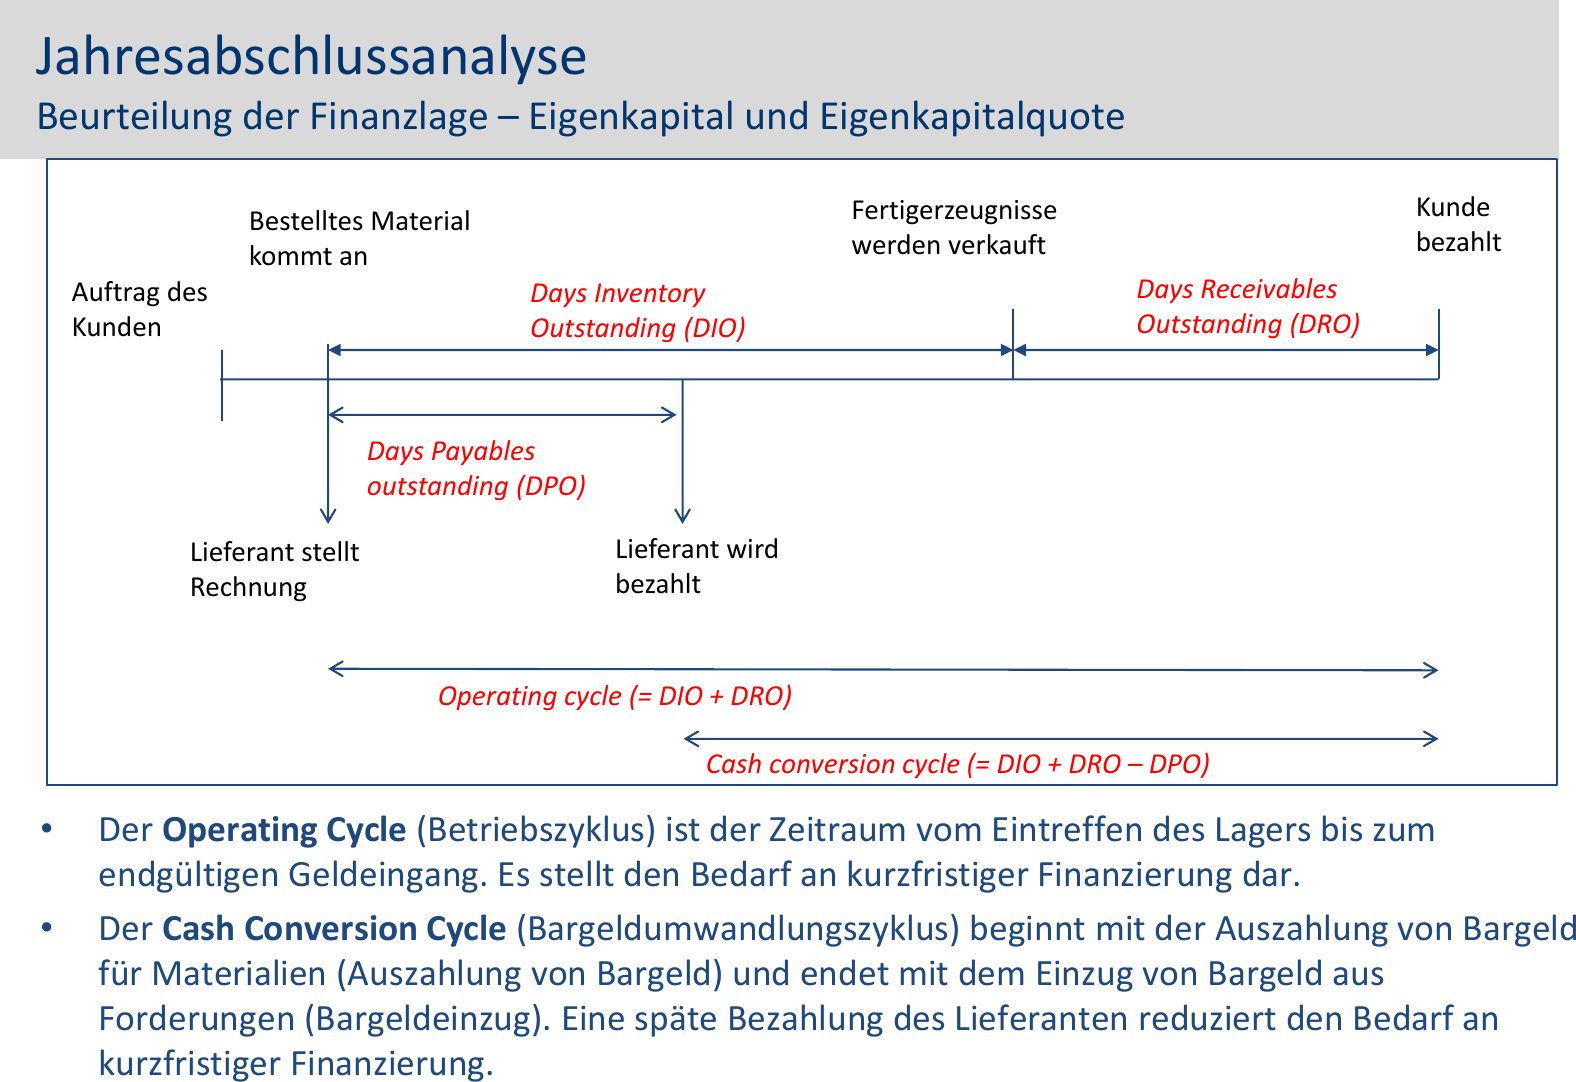 Jahresabschlussanalyse
Beurteilung der Finanzlage – Eigenkapital und Eigenkapitalquote
Bestelltes Material
kommt an
Fertigerzeugnisse
werden verkauft
Kunde
bezahlt
Auftrag des
Kunden
Days Inventory
Outstanding (DIO)
Days Receivables
Outstanding (DRO)
Days Payables
outstanding (DPO)
Lieferant stellt
Rechnung
Lieferant wird
bezahlt
Operating cycle (= DIO + DRO)
Cash conversion cycle (= DIO + DRO – DPO)
• Der Operating Cycle (Betriebszyklus) ist der Zeitraum vom Eintreffen des Lagers bis zum
endgültigen Geldeingang. Es stellt den Bedarf an kurzfristiger Finanzierung dar.
• Der Cash Conversion Cycle (Bargeldumwandlungszyklus) beginnt mit der Auszahlung von Bargeld
für Materialien (Auszahlung von Bargeld) und endet mit dem Einzug von Bargeld aus
Forderungen (Bargeldeinzug). Eine späte Bezahlung des Lieferanten reduziert den Bedarf an
kurzfristiger Finanzierung.